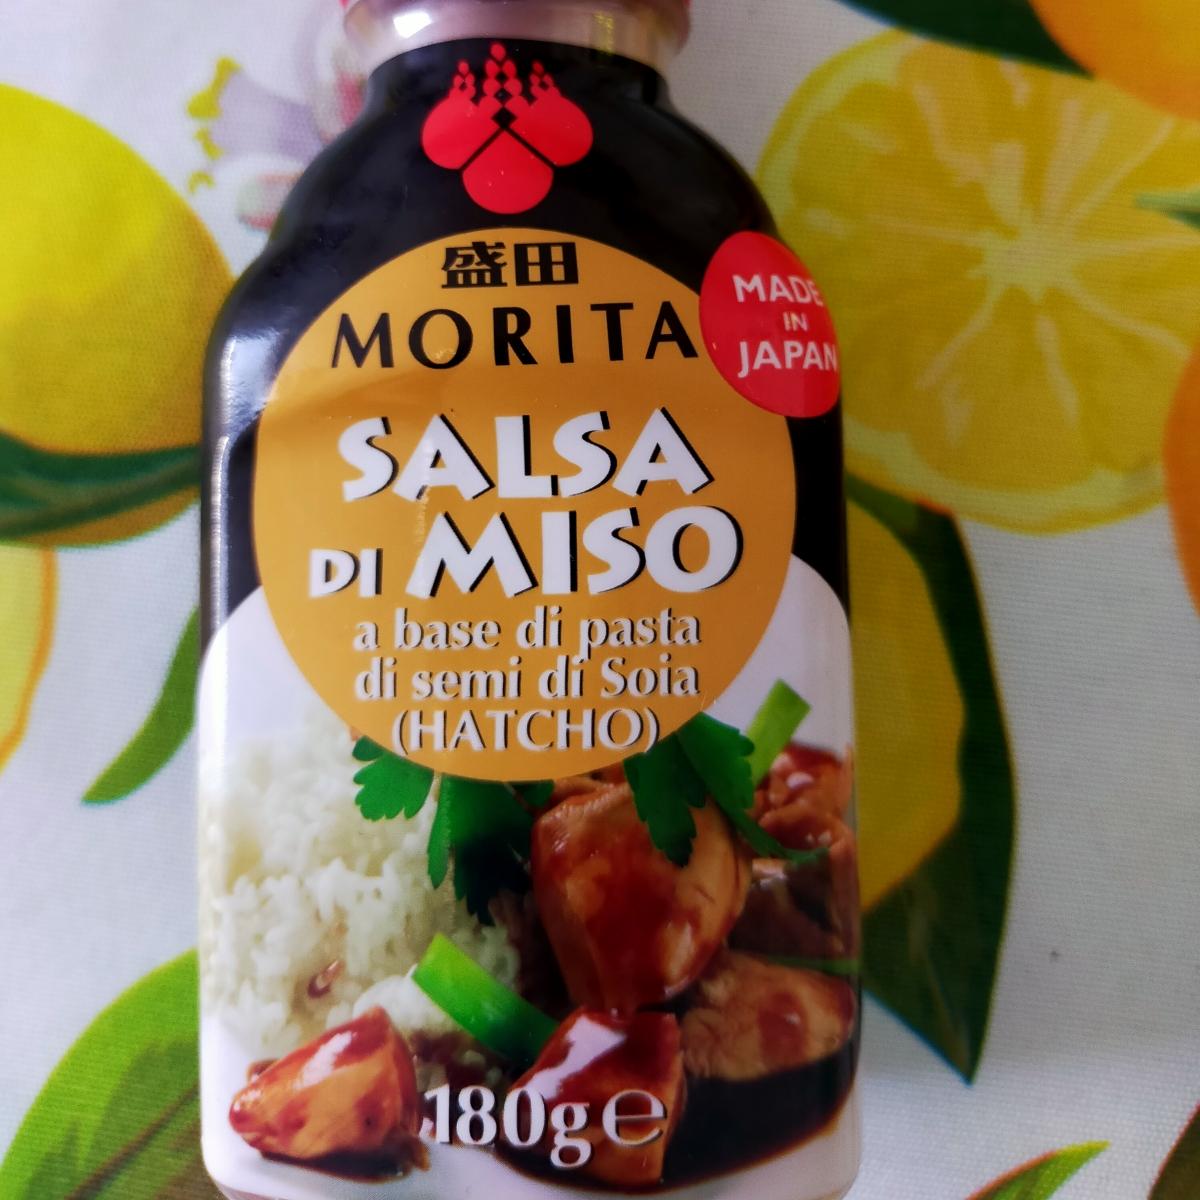 盛田
MORITA
MADE
IN
JAPAN
SALSA
DI MISO
a base di pasta
di semi di Soia
(HATCHO)
180g℮